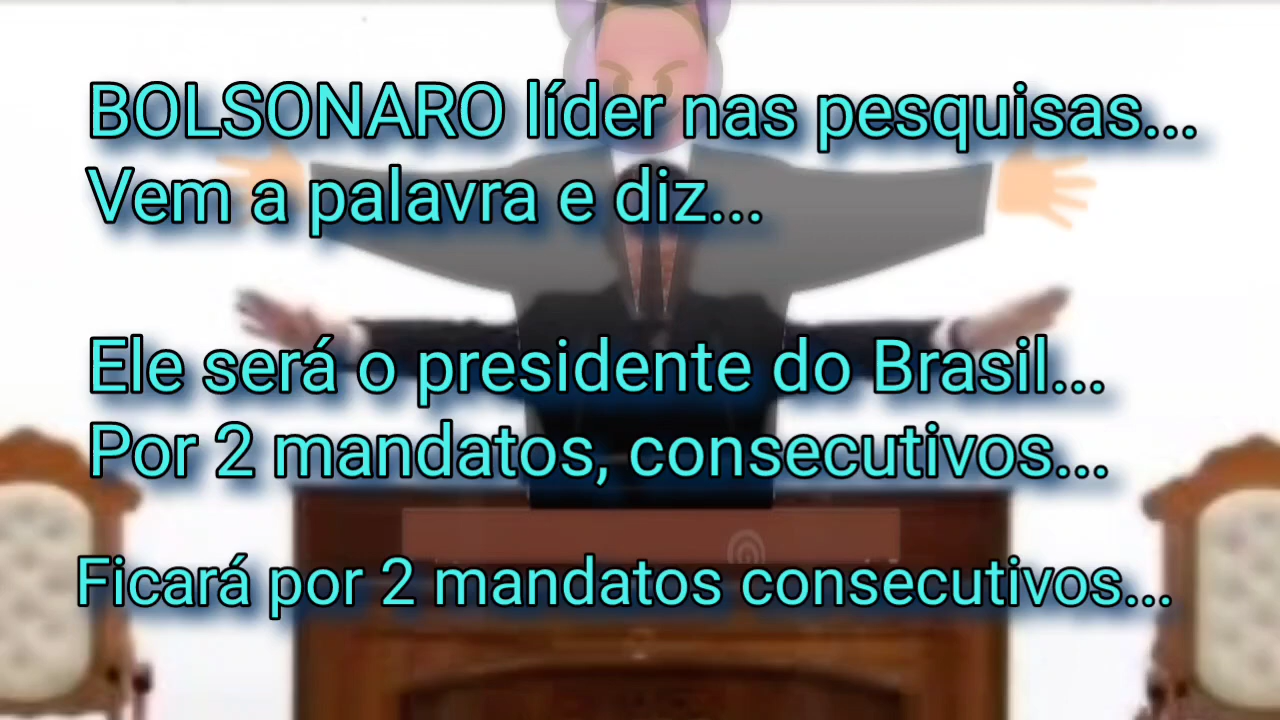 BOLSONARO líder nas pesquisas...
Vem a palavra e diz...
Ele será o presidente do Brasil...
Por 2 mandatos, consecutivos...
Ficará por 2 mandatos consecutivos...